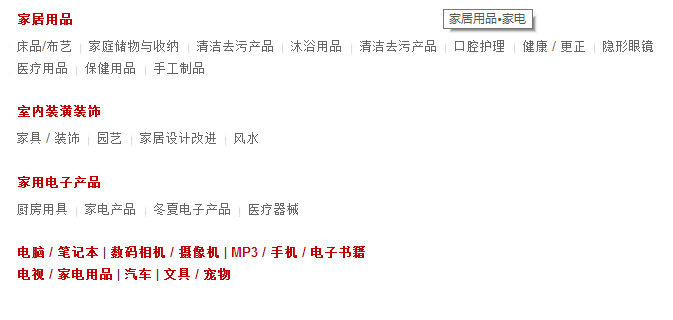 家居用品
家居用品•家电
床品/布艺 | 家庭储物与收纳 | 清洁去污产品 | 沐浴用品 | 清洁去污产品 | 口腔护理 | 健康 / 更正 | 隐形眼镜
医疗用品 | 保健用品 | 手工制品
室内装潢装饰
家具 / 装饰 | 园艺 | 家居设计改进 | 风水
家用电子产品
厨房用具 | 家电产品 | 冬夏电子产品 | 医疗器械
电脑 / 笔记本 | 数码相机 / 摄像机 | MP3 / 手机 / 电子书籍
电视 / 家电用品 | 汽车 | 文具 / 宠物